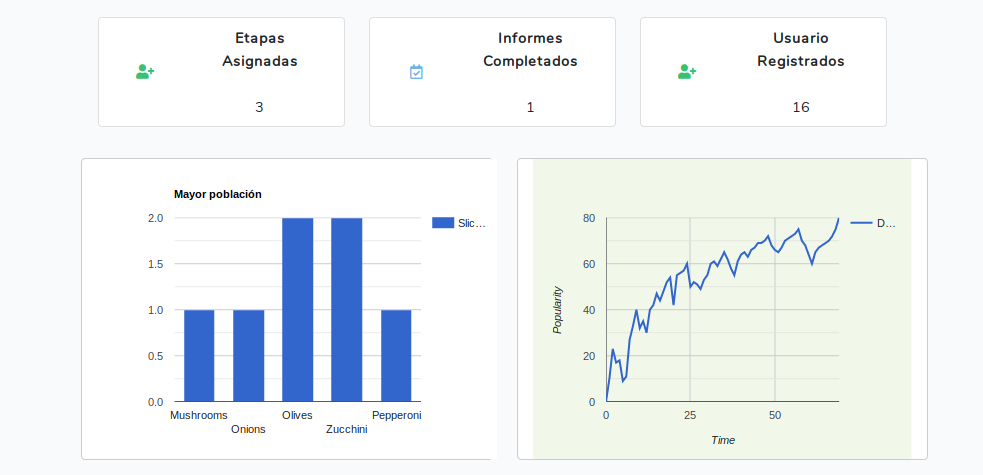 Etapas
Asignadas
3
Informes
Completados
1
Usuario
Registrados
16
Mayor población
2.0
1.5
1.0
0.5
0.0
Mushrooms
Onions
Olives
Zucchini
Pepperoni
Slic...
80
60
40
20
0
0
25
50
Popularity
Time
D...